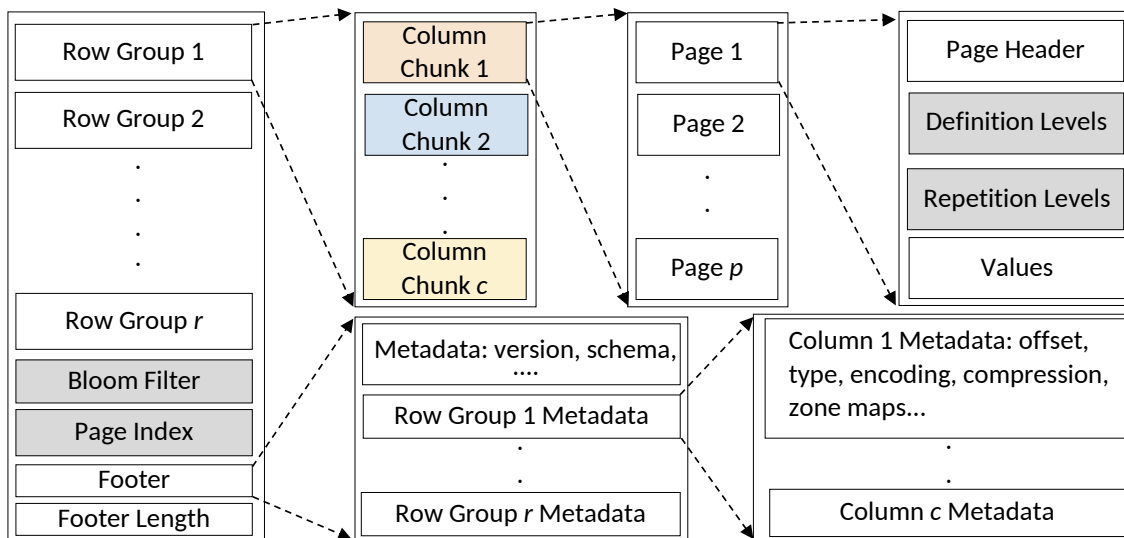 Row Group 1
Row Group 2
.
.
.
.
Row Group r
Bloom Filter
Page Index
Footer
Footer Length
Column
Chunk 1
Column
Chunk 2
.
.
.
Column
Chunk c
Page 1
Page 2
.
.
Page p
Page Header
Definition Levels
Repetition Levels
Values
Metadata: version, schema,
....
Row Group 1 Metadata
.
.
Row Group r Metadata
Column 1 Metadata: offset,
type, encoding, compression,
zone maps...
.
.
Column c Metadata